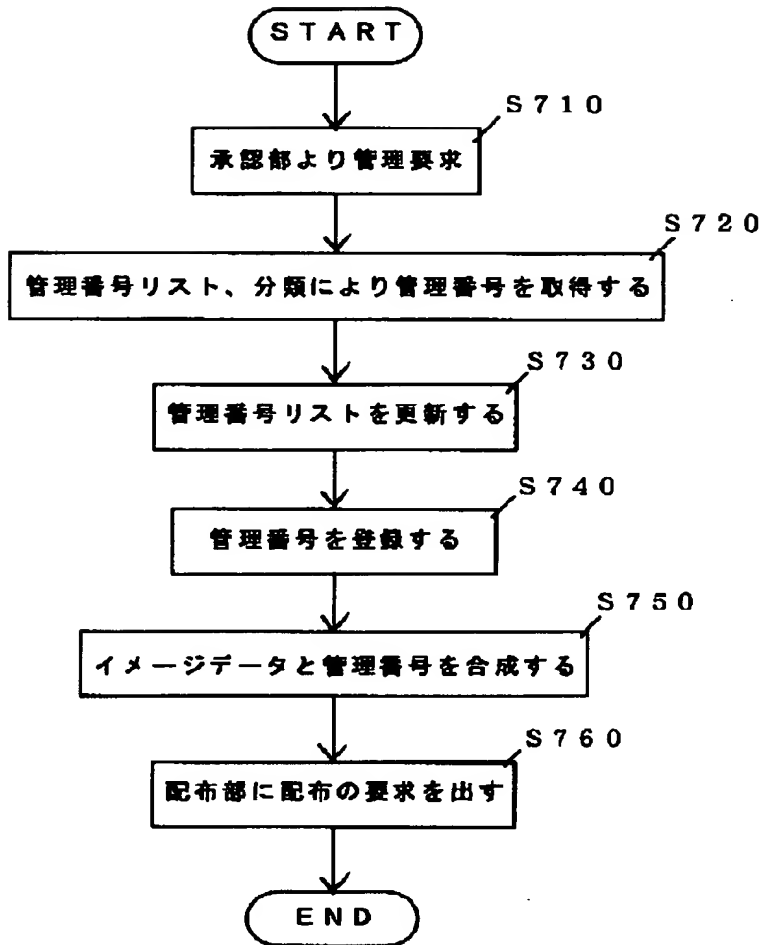 START
S710
承認部より管理要求
S720
管理番号リスト、分類により管理番号を取得する
S730
管理番号リストを更新する
S740
管理番号を登録する
S750
イメージデータと管理番号を合成する
S760
配布部に配布の要求を出す
END